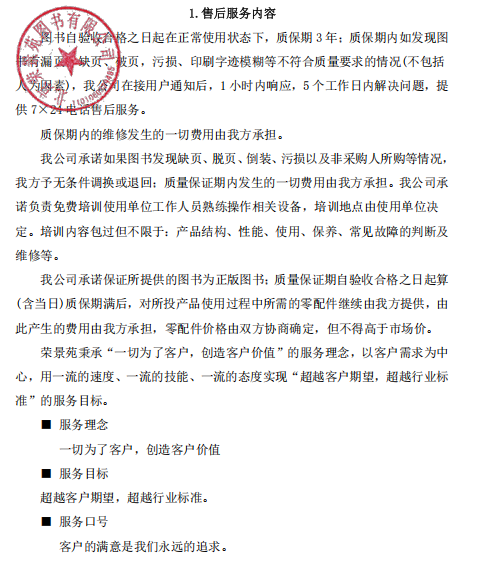 1.售后服务内容
图书自验收合格之日起在正常使用状态下，质保期 3 年；质保期内如发现图
书有漏页、缺页、破页，污损、印刷字迹模糊等不符合质量要求的情况(不包括
人为因素)，我公司在接用户通知后，1 小时内响应，5 个工作日内解决问题，提
供 7×24 电话售后服务。
质保期内的维修发生的一切费用由我方承担。
我公司承诺如果图书发现缺页、脱页、倒装、污损以及非采购人所购等情况，
我方予无条件调换或退回；质量保证期内发生的一切费用由我方承担。我公司承
诺负责免费培训使用单位工作人员熟练操作相关设备，培训地点由使用单位决
定。培训内容包过但不限于：产品结构、性能、使用、保养、常见故障的判断及
维修等。
我公司承诺保证所提供的图书为正版图书；质量保证期自验收合格之日起算
(含当日)质保期满后，对所投产品使用过程中所需的零配件继续由我方提供，由
此产生的费用由我方承担，零配件价格由双方协商确定，但不得高于市场价。
荣景苑秉承“一切为了客户，创造客户价值”的服务理念，以客户需求为中
心，用一流的速度、一流的技能、一流的态度实现“超越客户期望，超越行业标
准”的服务目标。
■ 服务理念
一切为了客户，创造客户价值
■ 服务目标
超越客户期望，超越行业标准。
■ 服务口号
客户的满意是我们永远的追求。